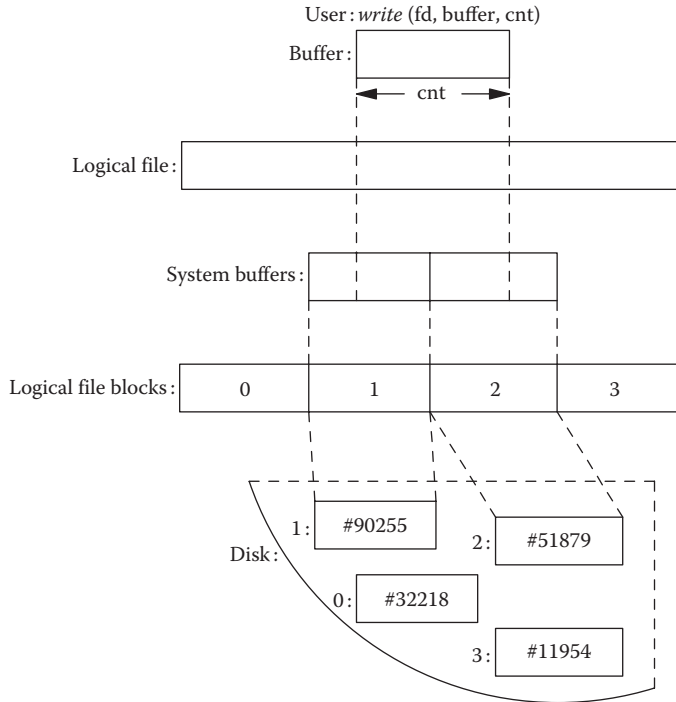 User: write (fd, buffer, cnt)
Buffer:
cnt
Logical file:
System buffers:
Logical file blocks: 0 1 2 3
1: #90255
2: #51879
Disk:
0: #32218
3: #11954